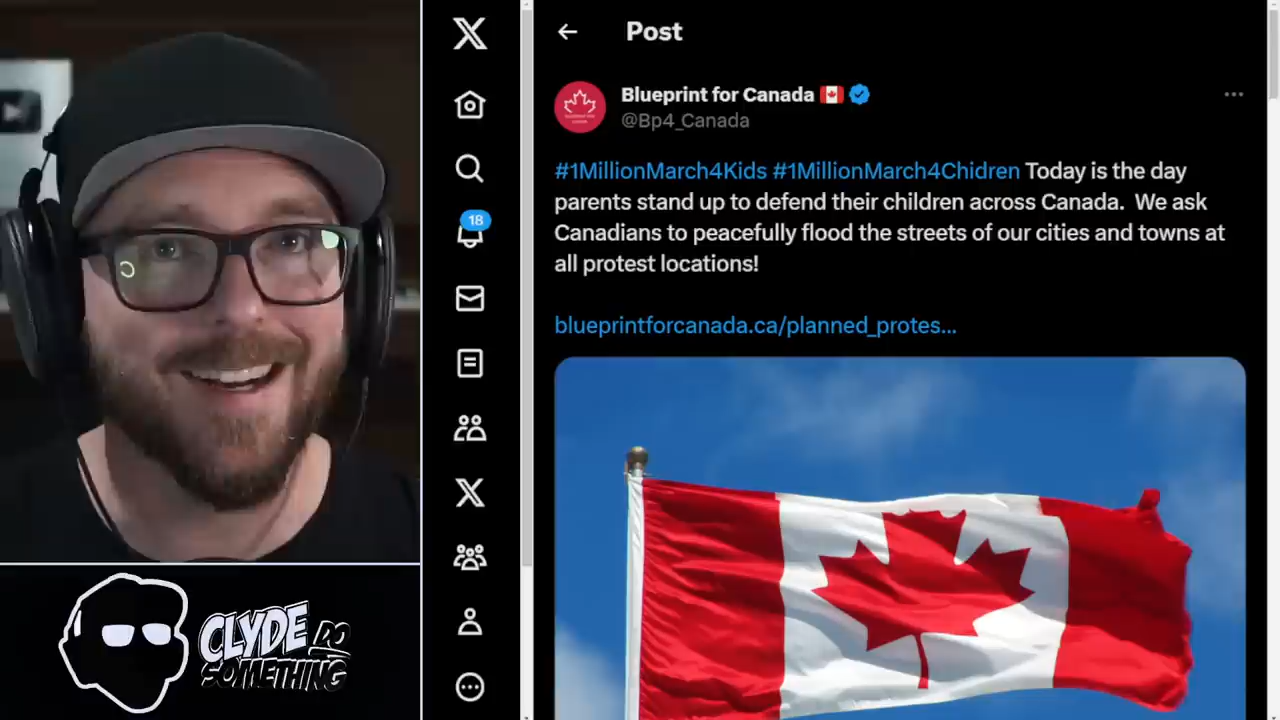 Post
Blueprint for Canada
@Bp4_Canada
#1MillionMarch4Kids #1MillionMarch4Chidren Today is the day
parents stand up to defend their children across Canada. We ask
Canadians to peacefully flood the streets of our cities and towns at
all protest locations!
blueprintforcanada.ca/planned_protes...
18
CLYDE DO
SOMETHING